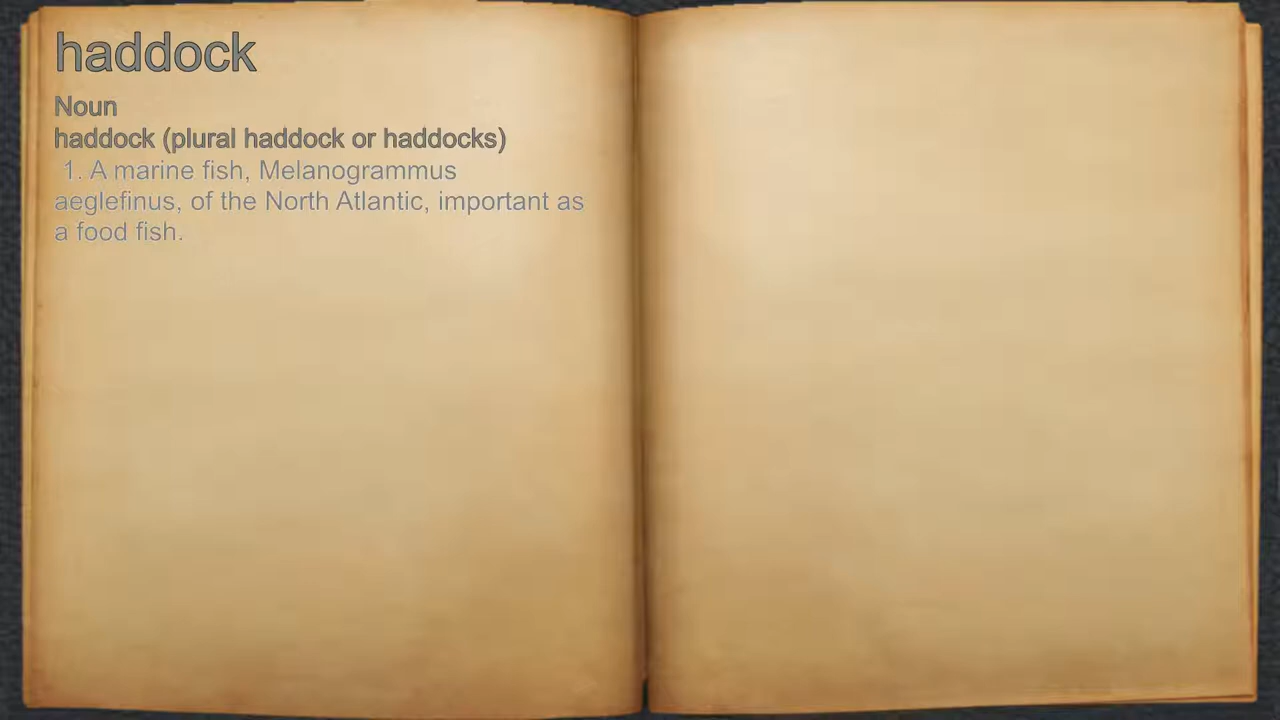 haddock
Noun
haddock (plural haddock or haddocks)
1. A marine fish, Melanogrammus
aeglefinus, of the North Atlantic, important as
a food fish.